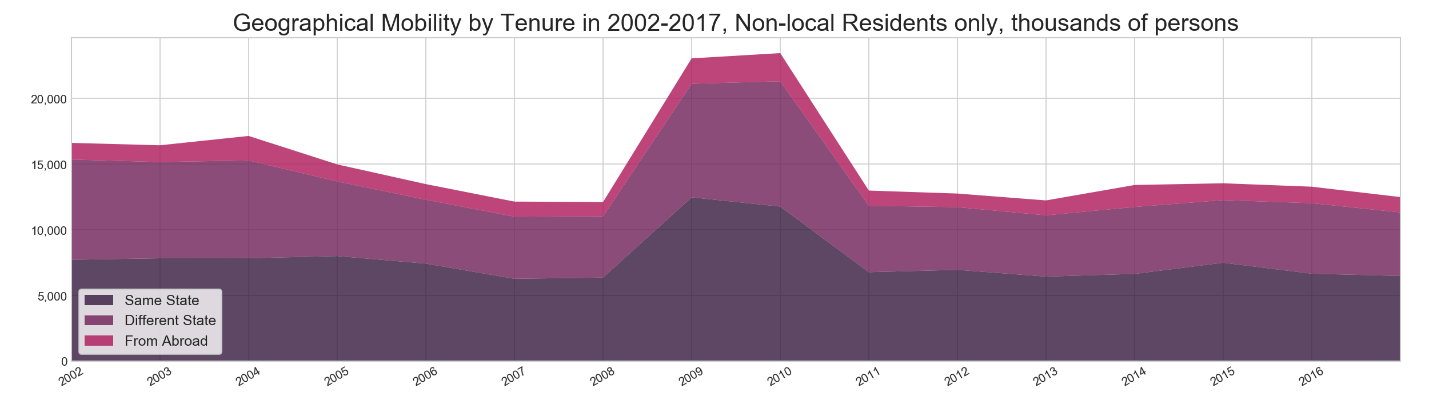 Geographical Mobility by Tenure in 2002-2017, Non-local Residents only, thousands of persons
20,000
15,000
10,000
5,000
0
Same State
Different State
From Abroad
2002 2003 2004 2005 2006 2007 2008 2009 2010 2011 2012 2013 2014 2015 2016